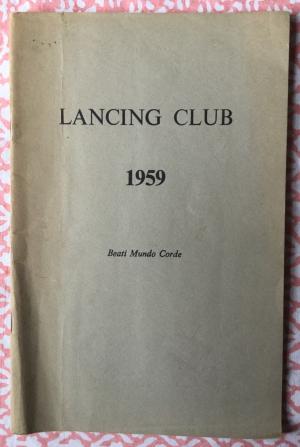 LANCING CLUB
1959
Beati Mundo Corde